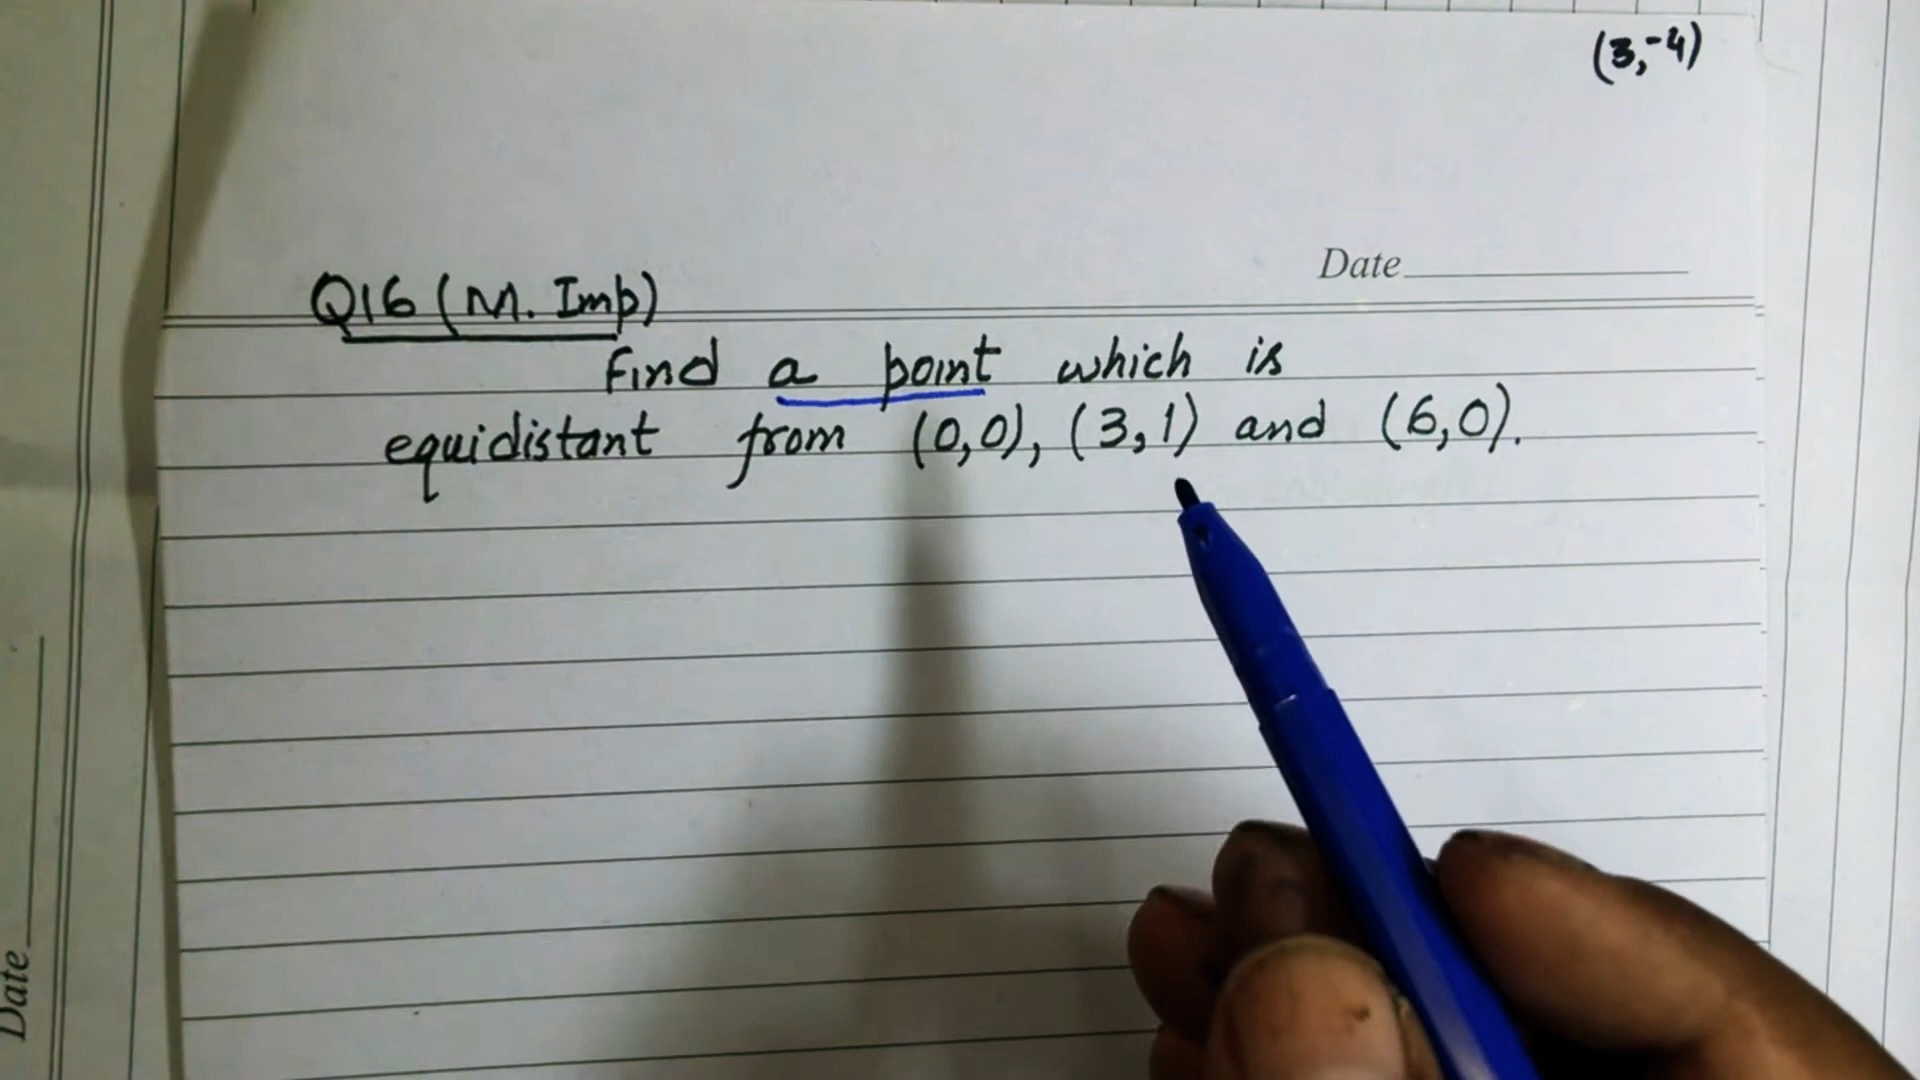 (3,-4)
Date
Q16 (M. Imp)
Find a point which is
equidistant from (0,0), (3,1) and (6,0).
Date